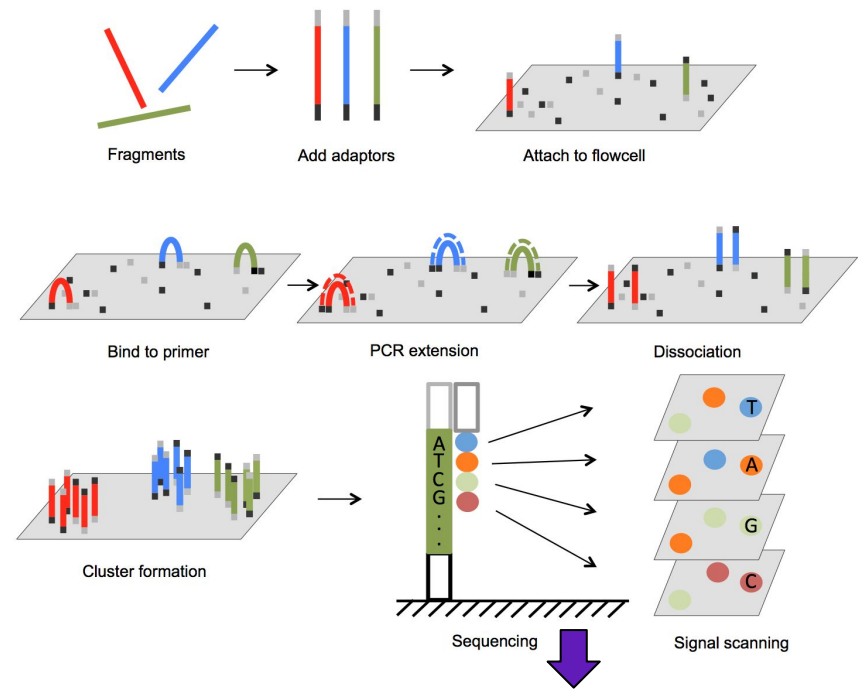 Fragments
Add adaptors
Attach to flowcell
Bind to primer
PCR extension
Dissociation
Cluster formation
A
T
C
G
.
.
.
T
A
G
C
Sequencing
Signal scanning